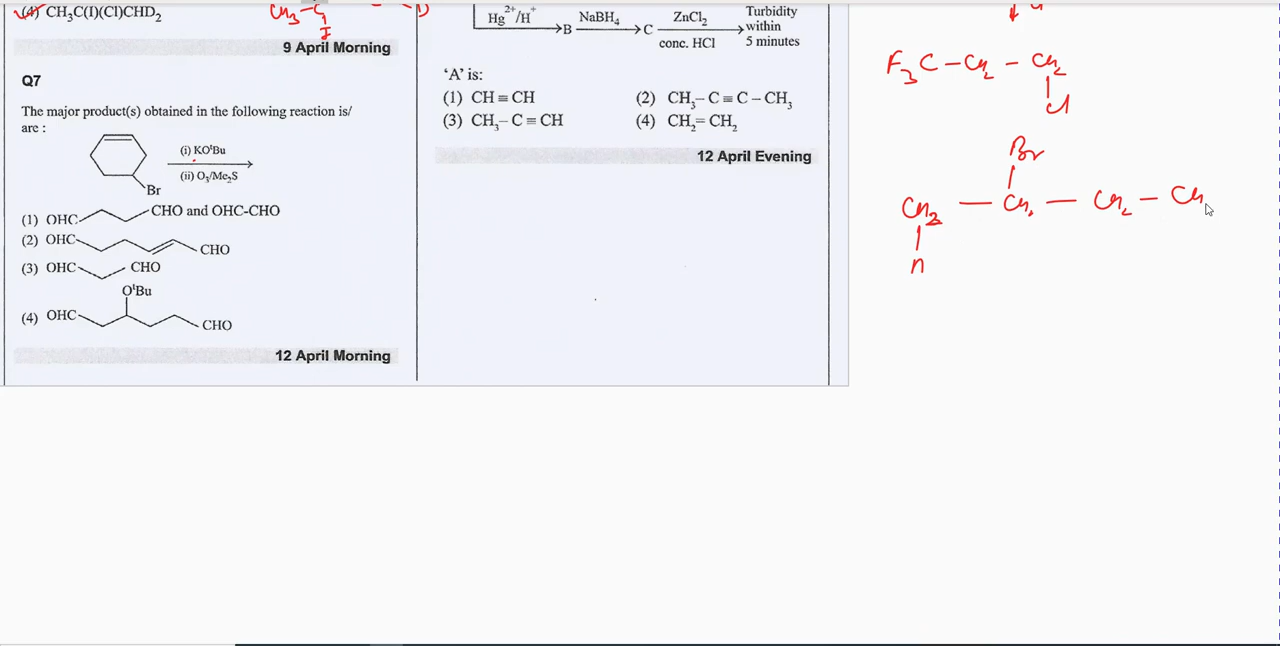 (4) CH₃C(I)(Cl)CHD₂
CH₃–C
I
9 April Morning
Q7
The major product(s) obtained in the following reaction is/
are :
(i) KOᵗBu
(ii) O₃/Me₂S
Br
(1) OHC CHO and OHC-CHO
(2) OHC CHO
(3) OHC CHO
OᵗBu
(4) OHC CHO
12 April Morning
Hg²⁺/H⁺ B NaBH₄ C ZnCl₂ conc. HCl Turbidity
within
5 minutes
‘A’ is:
(1) CH≡CH (2) CH₃–C≡C–CH₃
(3) CH₃–C≡CH (4) CH₂=CH₂
12 April Evening
F₃C–CH₂–CH₂
Cl
Br
CH₂—CH—CH₂—CH
H